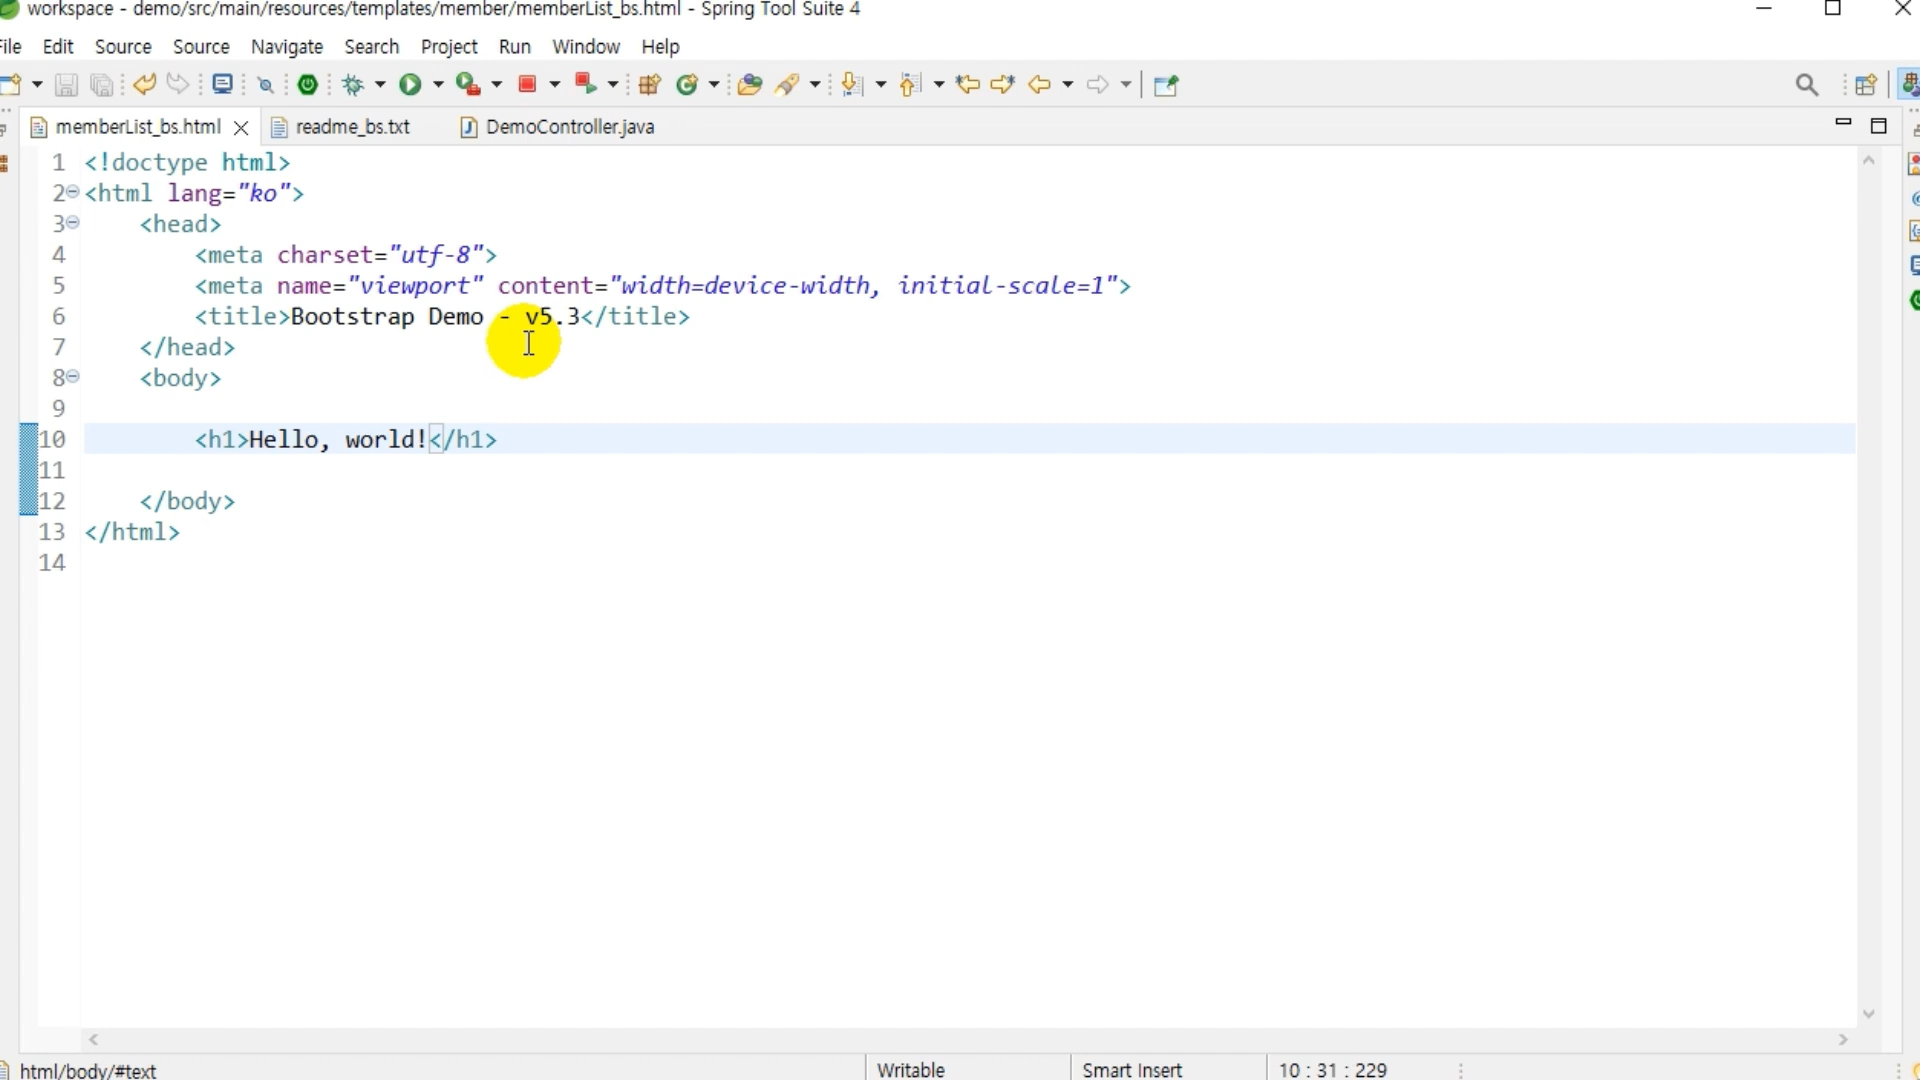 workspace - demo/src/main/resources/templates/member/memberList_bs.html - Spring Tool Suite 4
File Edit Source Source Navigate Search Project Run Window Help
memberList_bs.html readme_bs.txt DemoController.java
1 <!doctype html>
2 <html lang="ko">
3 <head>
4 <meta charset="utf-8">
5 <meta name="viewport" content="width=device-width, initial-scale=1">
6 <title>Bootstrap Demo - v5.3</title>
7 </head>
8 <body>
9
10 <h1>Hello, world!</h1>
11
12 </body>
13 </html>
14
html/body/#text Writable Smart Insert 10 : 31 : 229